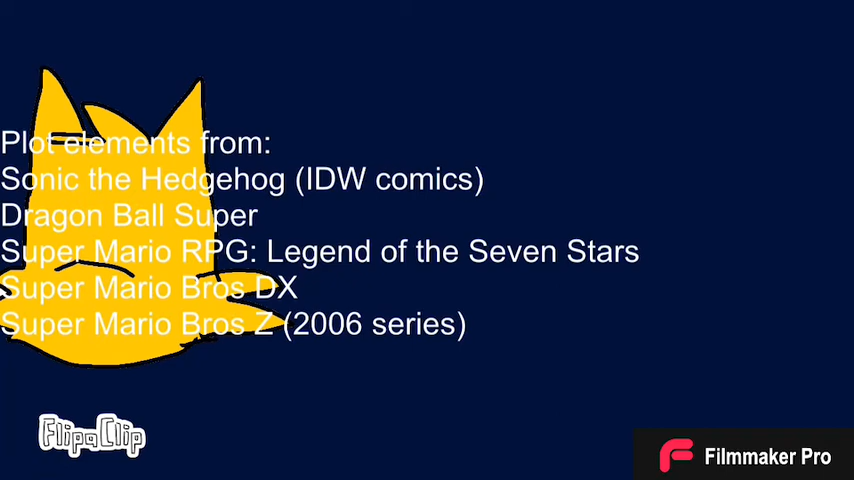 Plot elements from:
Sonic the Hedgehog (IDW comics)
Dragon Ball Super
Super Mario RPG: Legend of the Seven Stars
Super Mario Bros DX
Super Mario Bros Z (2006 series)
FlipaClip
Filmmaker Pro